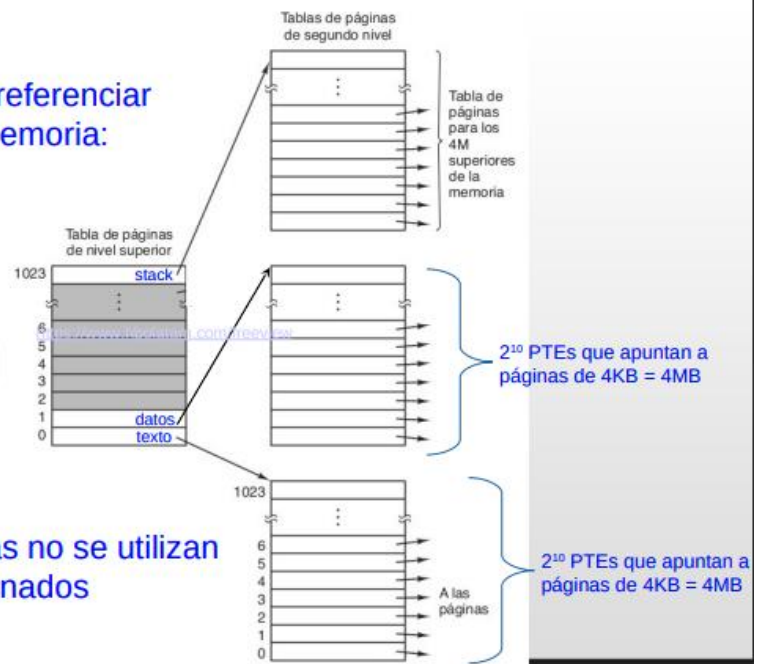 Tablas de páginas
de segundo nivel
referenciar
emoria:
Tabla de
páginas
para los
4M
superiores
de la
memoria
Tabla de páginas
de nivel superior
1023
stack
6
5
4
3
2
1
datos
0
texto
2¹⁰ PTEs que apuntan a
páginas de 4KB = 4MB
1023
as no se utilizan
nados
6
5
4
3
2
1
0
A las
páginas
2¹⁰ PTEs que apuntan a
páginas de 4KB = 4MB